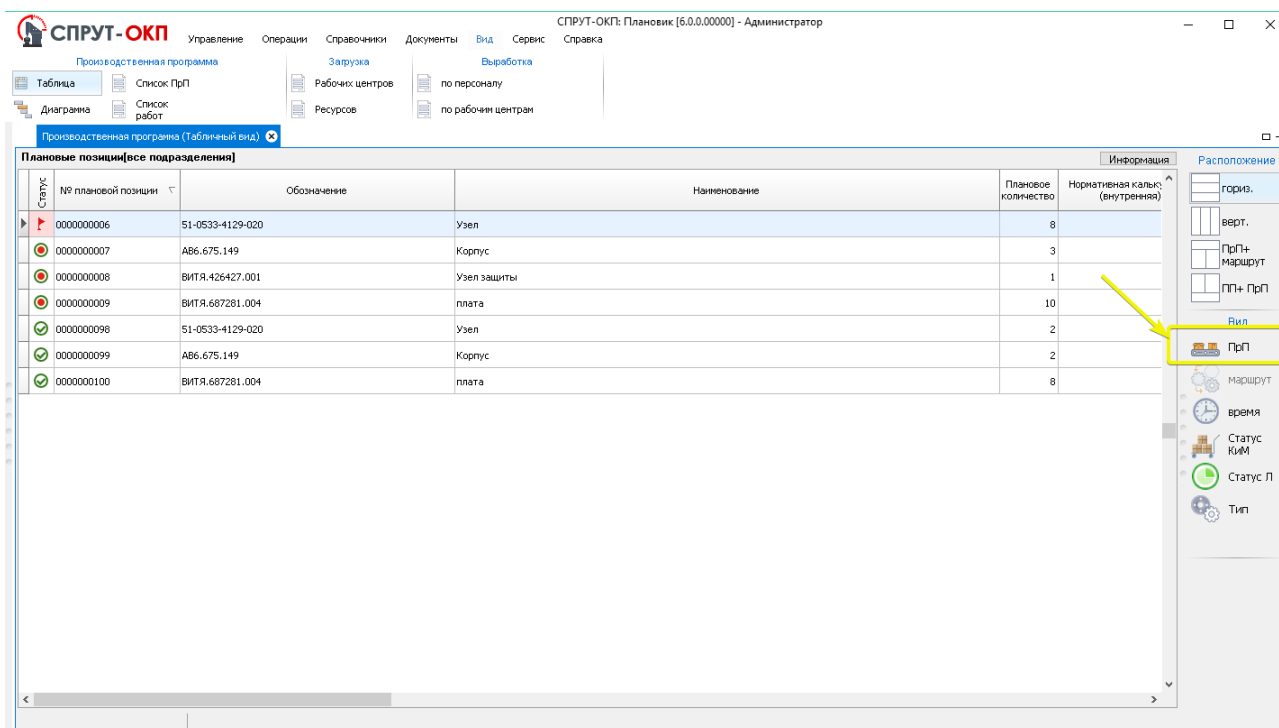 СПРУТ-ОКП: Плановик [6.0.0.00000] - Администратор
СПРУТ-ОКП
Управление Операции Справочники Документы Вид Сервис Справка
Производственная программа Загрузка Выработка
Таблица Список ПрП Рабочих центров по персоналу
Диаграмма Список работ Ресурсов по рабочим центрам
Производственная программа (Табличный вид)
Плановые позиции[все подразделения] Информация
Статус № плановой позиции Обозначение Наименование Плановое количество Нормативная кальку (внутренняя)
0000000006 51-0533-4129-020 Узел 8
0000000007 АВ6.675.149 Корпус 3
0000000008 ВИТЯ.426427.001 Узел защиты 1
0000000009 ВИТЯ.687281.004 плата 10
0000000098 51-0533-4129-020 Узел 2
0000000099 АВ6.675.149 Корпус 2
0000000100 ВИТЯ.687281.004 плата 8
Расположение
гориз.
верт.
ПрП+
маршрут
ПП+ ПрП
Вид
ПрП
маршрут
время
Статус
КиМ
Статус Л
Тип